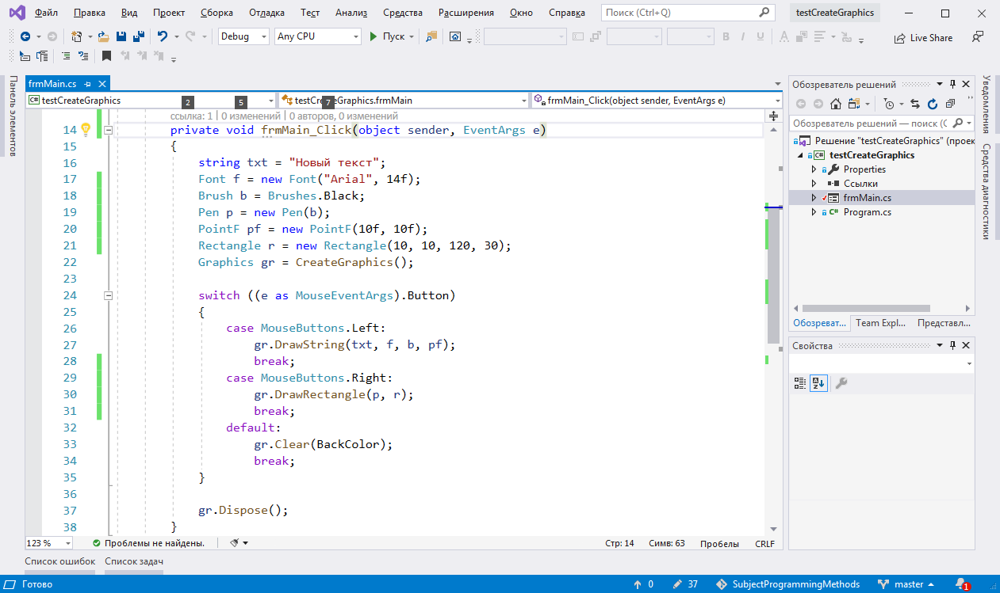 Файл Правка Вид Проект Сборка Отладка Тест Анализ Средства Расширения Окно Справка Поиск (Ctrl+Q) testCreateGraphics
Debug Any CPU Пуск B I U A Live Share
Панель элементов
frmMain.cs
testCreateGraphics 2 5 testCreateGraphics.frmMain 7 frmMain_Click(object sender, EventArgs e)
ссылка: 1 | 0 изменений | 0 авторов, 0 изменений
14 private void frmMain_Click(object sender, EventArgs e)
15 {
16 string txt = "Новый текст";
17 Font f = new Font("Arial", 14f);
18 Brush b = Brushes.Black;
19 Pen p = new Pen(b);
20 PointF pf = new PointF(10f, 10f);
21 Rectangle r = new Rectangle(10, 10, 120, 30);
22 Graphics gr = CreateGraphics();
23
24 switch ((e as MouseEventArgs).Button)
25 {
26 case MouseButtons.Left:
27 gr.DrawString(txt, f, b, pf);
28 break;
29 case MouseButtons.Right:
30 gr.DrawRectangle(p, r);
31 break;
32 default:
33 gr.Clear(BackColor);
34 break;
35 }
36
37 gr.Dispose();
38 }
123 % Проблемы не найдены. Стр: 14 Симв: 63 Пробелы CRLF
Обозреватель решений
Обозреватель решений — поиск (
Решение "testCreateGraphics" (проек
testCreateGraphics
Properties
Ссылки
frmMain.cs
C# Program.cs
Обозреват... Team Expl... Представл...
Свойства
Уведомления
Средства диагностики
Список ошибок Список задач
Готово 0 37 SubjectProgrammingMethods master 1